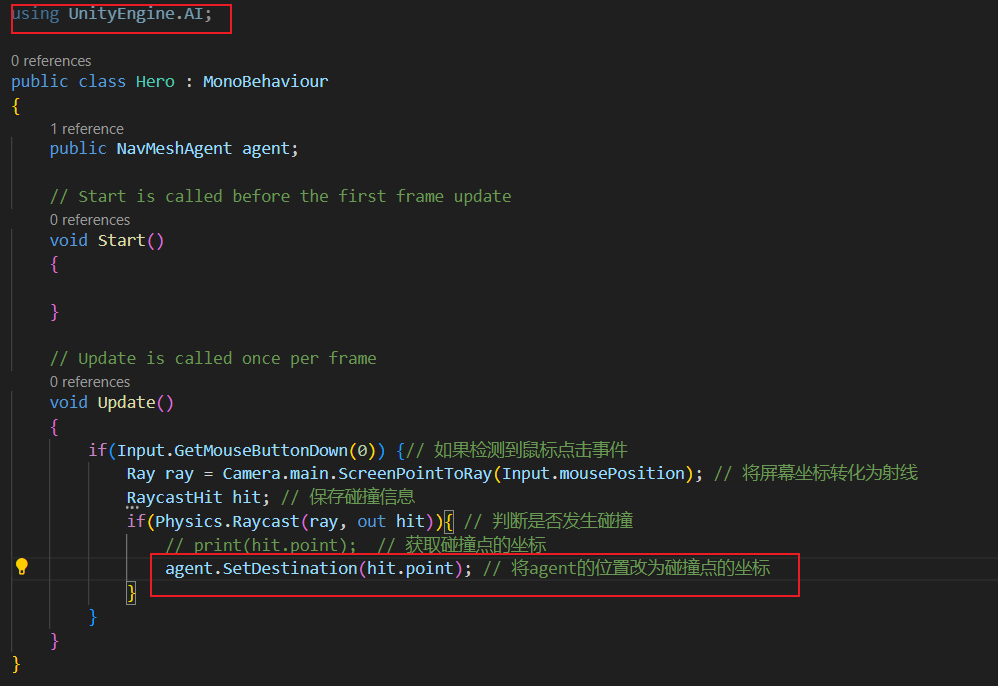 using UnityEngine.AI;
0 references
public class Hero : MonoBehaviour
{
1 reference
public NavMeshAgent agent;
// Start is called before the first frame update
0 references
void Start()
{
}
// Update is called once per frame
0 references
void Update()
{
if(Input.GetMouseButtonDown(0)) {// 如果检测到鼠标点击事件
Ray ray = Camera.main.ScreenPointToRay(Input.mousePosition); // 将屏幕坐标转化为射线
RaycastHit hit; // 保存碰撞信息
if(Physics.Raycast(ray, out hit)){ // 判断是否发生碰撞
// print(hit.point); // 获取碰撞点的坐标
agent.SetDestination(hit.point); // 将agent的位置改为碰撞点的坐标
}
}
}
}